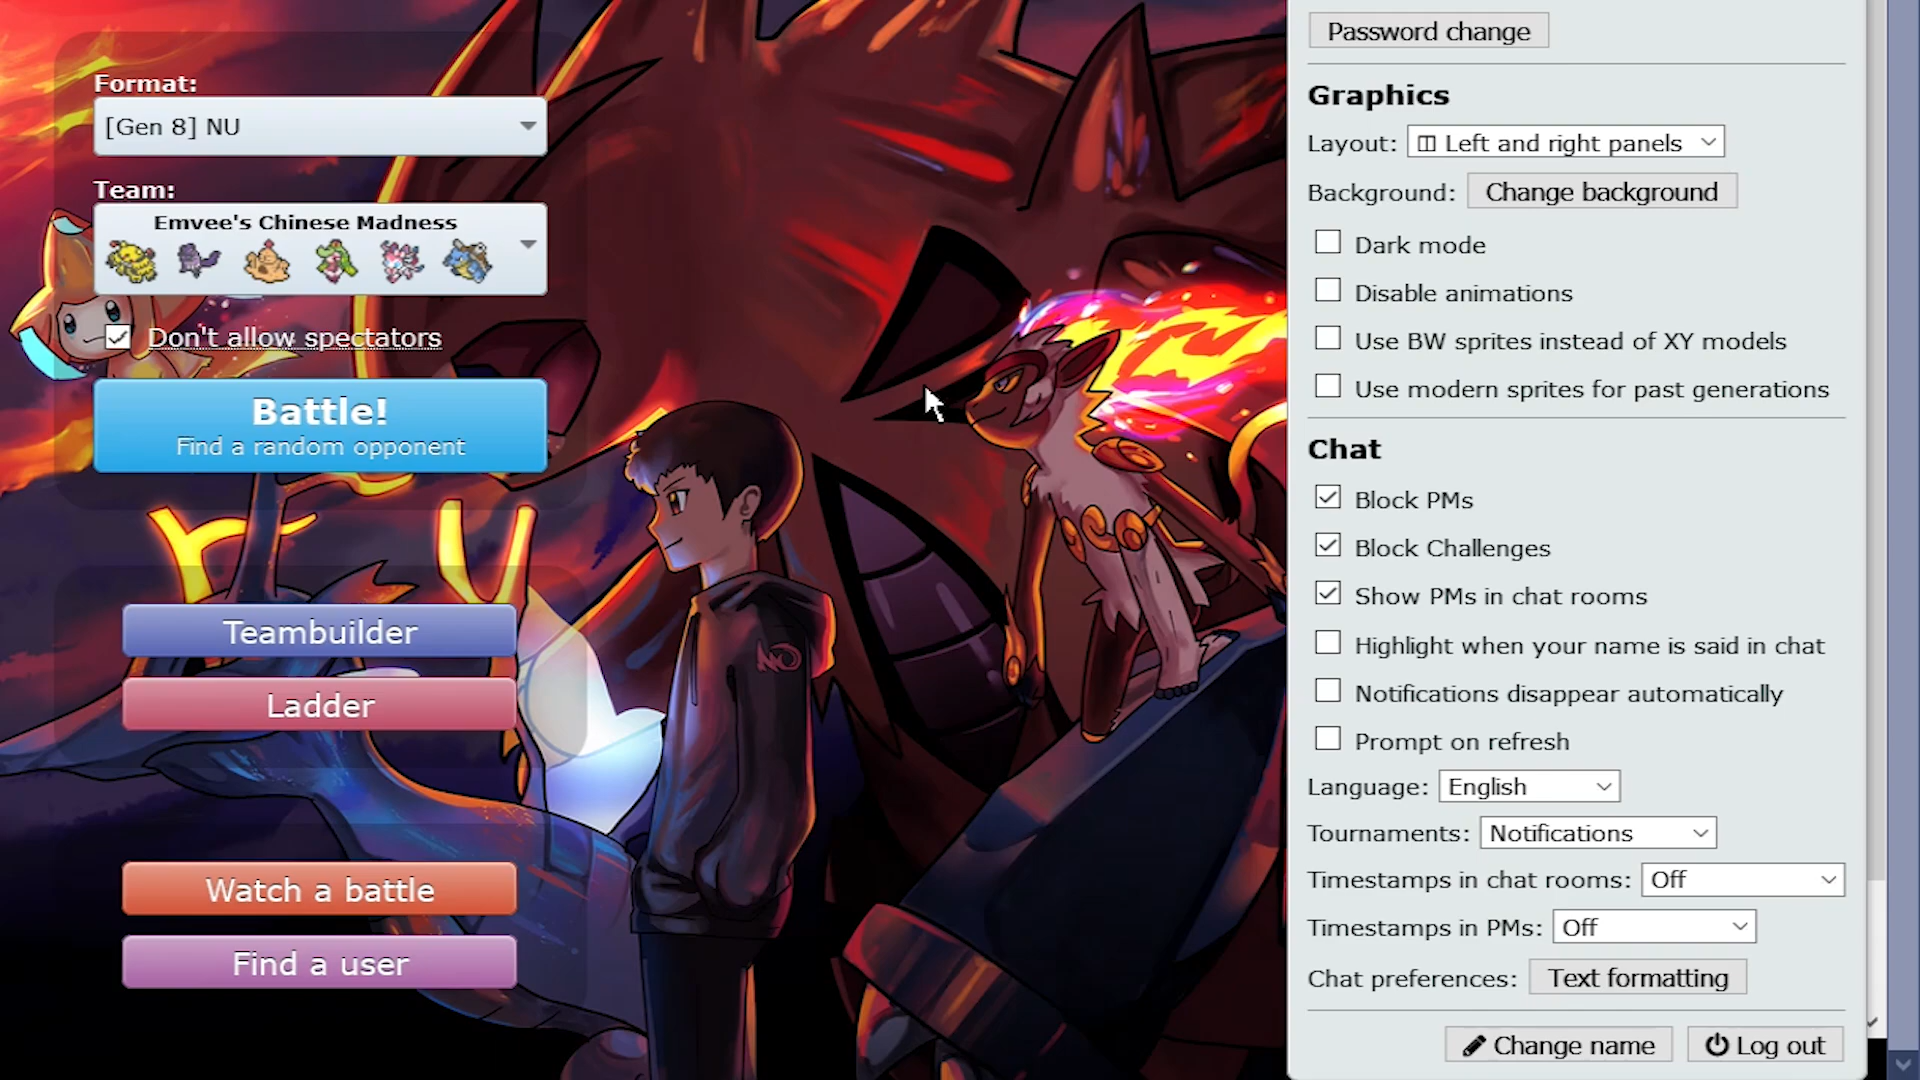 Format:
[Gen 8] NU
Team:
Emvee's Chinese Madness
Don't allow spectators
Battle!
Find a random opponent
Teambuilder
Ladder
Watch a battle
Find a user
Password change
Graphics
Layout: Left and right panels
Background: Change background
Dark mode
Disable animations
Use BW sprites instead of XY models
Use modern sprites for past generations
Chat
Block PMs
Block Challenges
Show PMs in chat rooms
Highlight when your name is said in chat
Notifications disappear automatically
Prompt on refresh
Language: English
Tournaments: Notifications
Timestamps in chat rooms: Off
Timestamps in PMs: Off
Chat preferences: Text formatting
Change name Log out